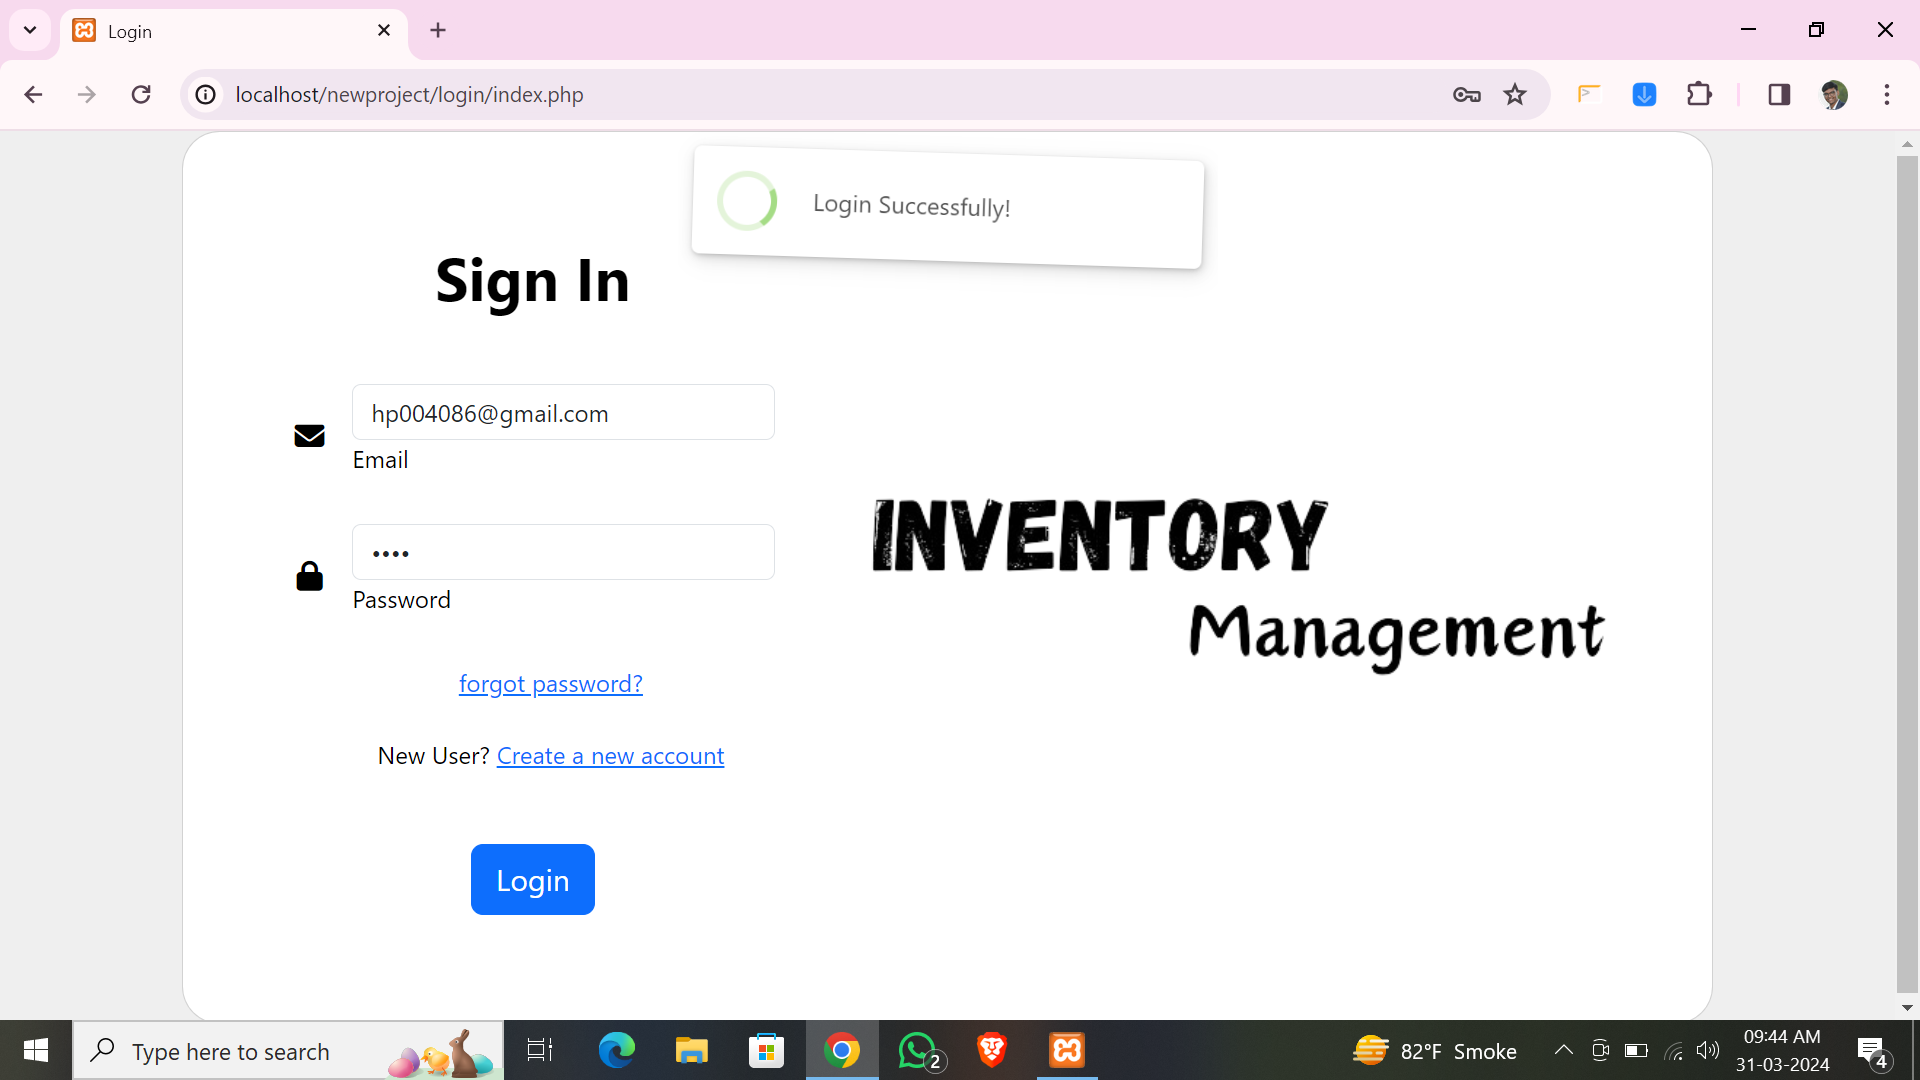 Login
localhost/newproject/login/index.php
Login Successfully!
Sign In
hp004086@gmail.com
Email
••••
Password
forgot password?
New User? Create a new account
Login
INVENTORY
Management
Type here to search
2
82°F Smoke
09:44 AM
31-03-2024
4